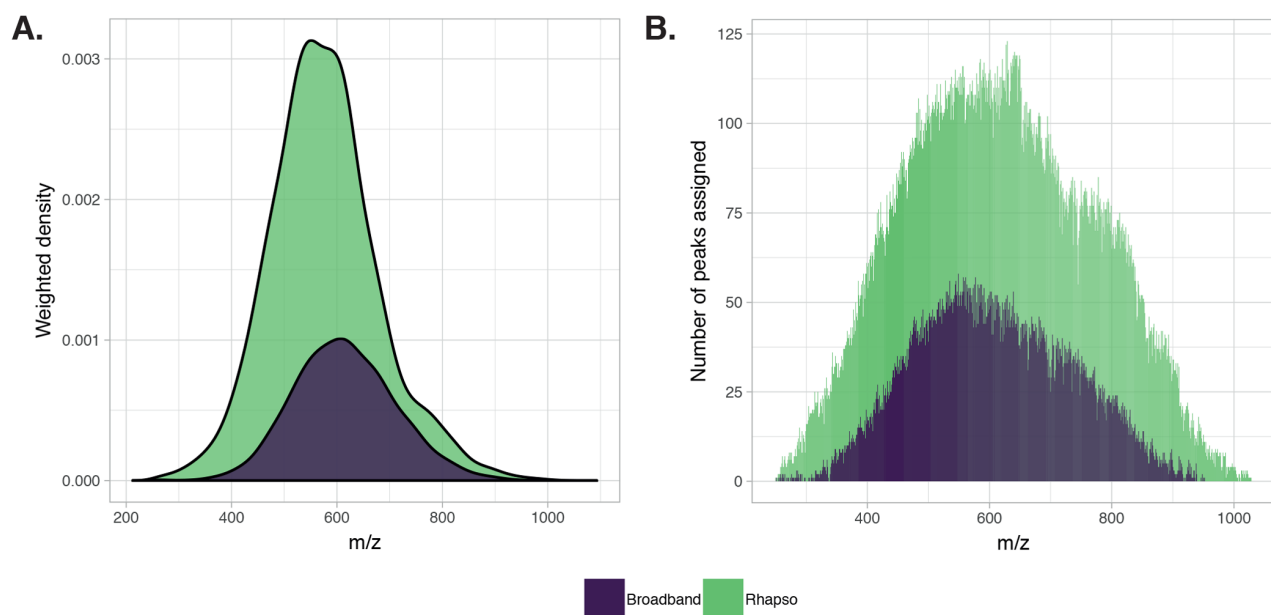 A.
Weighted density
0.003
0.002
0.001
0.000
200 400 600 800 1000
m/z
B.
Number of peaks assigned
125
100
75
50
25
0
400 600 800 1000
m/z
Broadband Rhapso